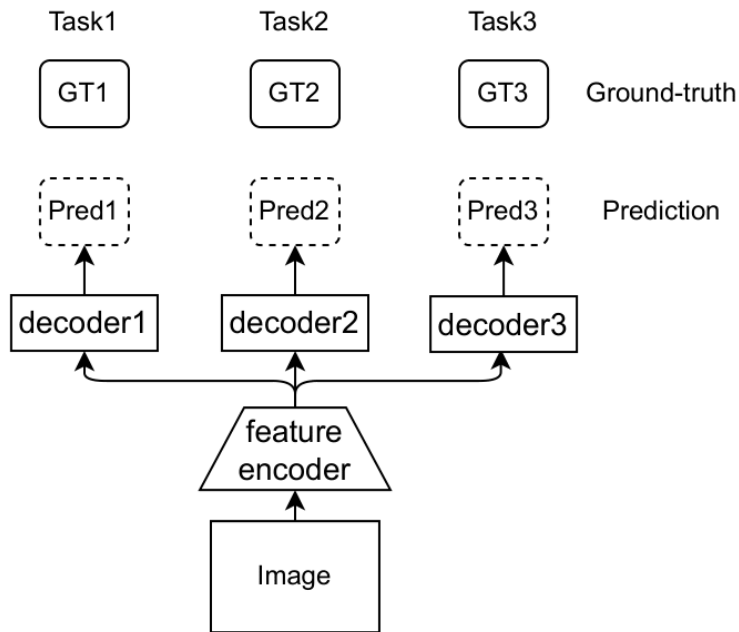 Task1 Task2 Task3
GT1 GT2 GT3 Ground-truth
Pred1 Pred2 Pred3 Prediction
decoder1 decoder2 decoder3
feature
encoder
Image